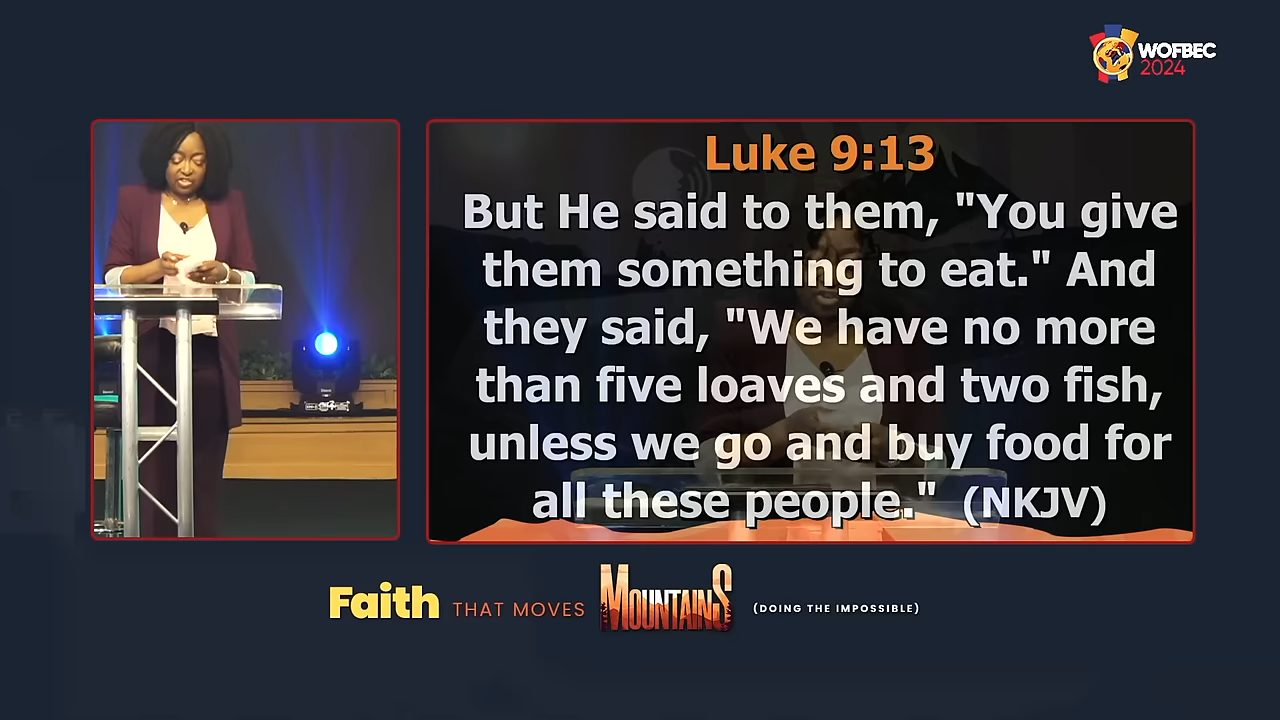 WOFBEC
2024
Luke 9:13
But He said to them, "You give
them something to eat." And
they said, "We have no more
than five loaves and two fish,
unless we go and buy food for
all these people." (NKJV)
Faith THAT MOVES MOUNTAINS (DOING THE IMPOSSIBLE)